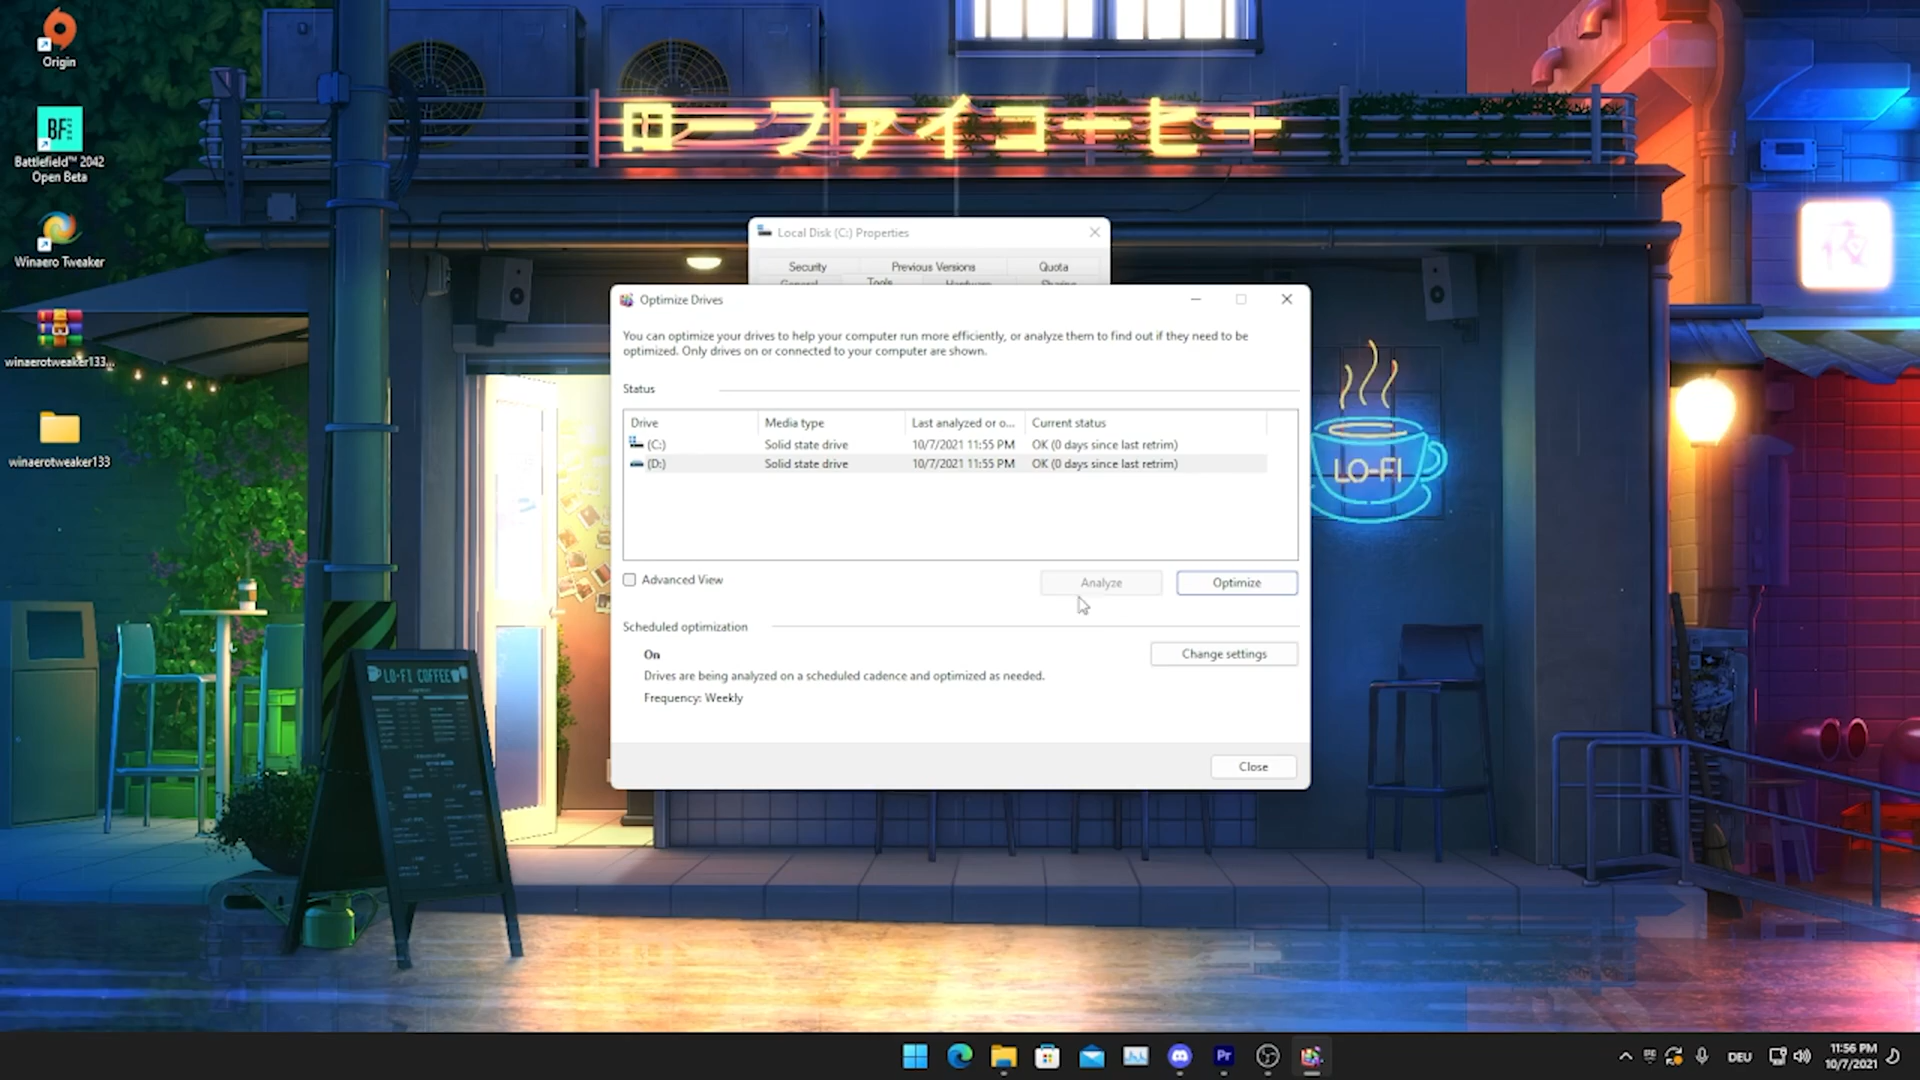 Origin
BF
Battlefield™ 2042
Open Beta
Winaero Tweaker
winaerotweaker133...
winaerotweaker133
ローファイコーヒー
夜
LO-FI
LO-FI COFFEE
Local Disk (C:) Properties
Security Previous Versions Quota
General Tools Hardware Sharing
Optimize Drives
You can optimize your drives to help your computer run more efficiently, or analyze them to find out if they need to be
optimized. Only drives on or connected to your computer are shown.
Status
Drive Media type Last analyzed or o... Current status
(C:) Solid state drive 10/7/2021 11:55 PM OK (0 days since last retrim)
(D:) Solid state drive 10/7/2021 11:55 PM OK (0 days since last retrim)
Advanced View
Analyze Optimize
Scheduled optimization
On
Change settings
Drives are being analyzed on a scheduled cadence and optimized as needed.
Frequency: Weekly
Close
Pr
DEU
11:56 PM
10/7/2021